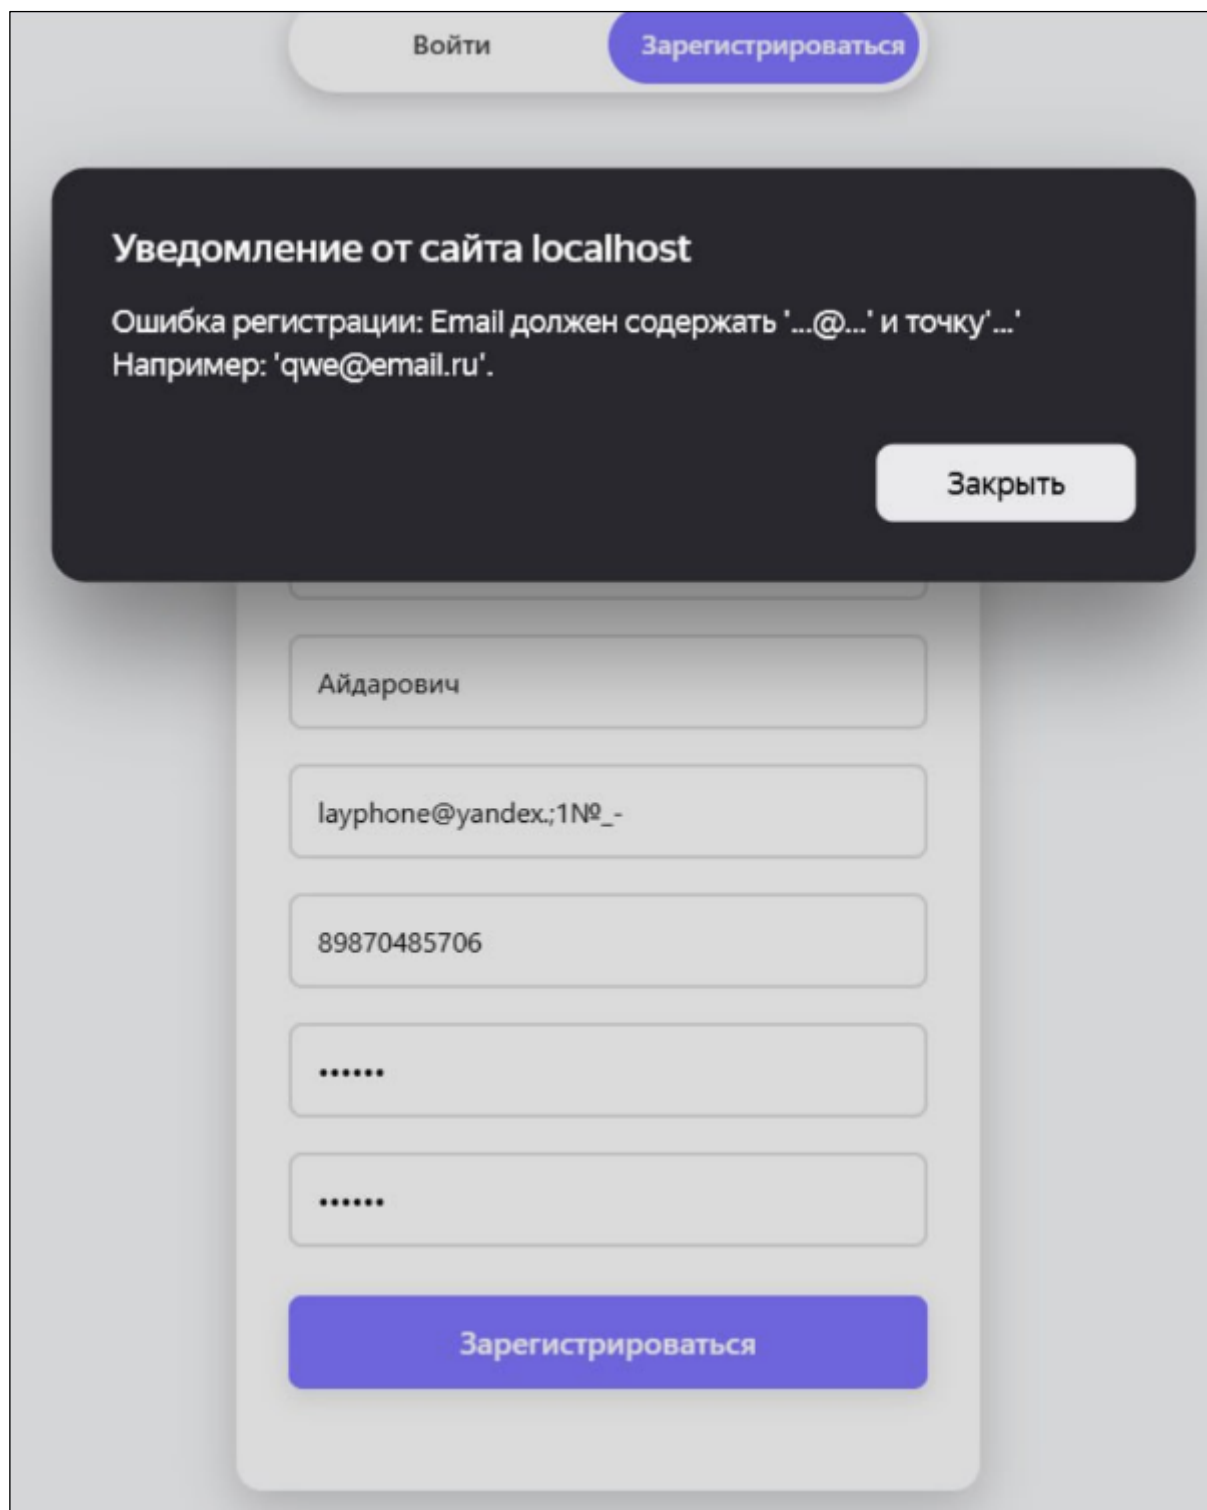 Войти
Зарегистрироваться
Уведомление от сайта localhost
Ошибка регистрации: Email должен содержать '...@...' и точку'...'
Например: 'qwe@email.ru'.
Закрыть
Айдарович
layphone@yandex.;1№_-
89870485706
••••••
••••••
Зарегистрироваться